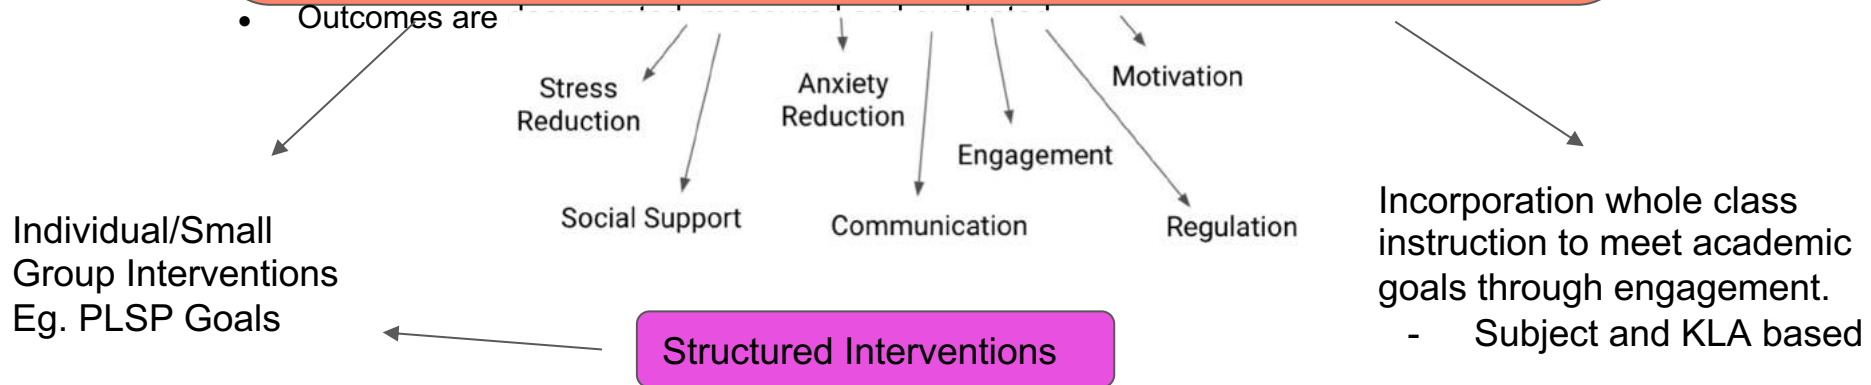 • Outcomes are
Stress
Reduction
Anxiety
Reduction
Motivation
Engagement
Social Support
Communication
Regulation
Individual/Small
Group Interventions
Eg. PLSP Goals
Incorporation whole class
instruction to meet academic
goals through engagement.
- Subject and KLA based
Structured Interventions